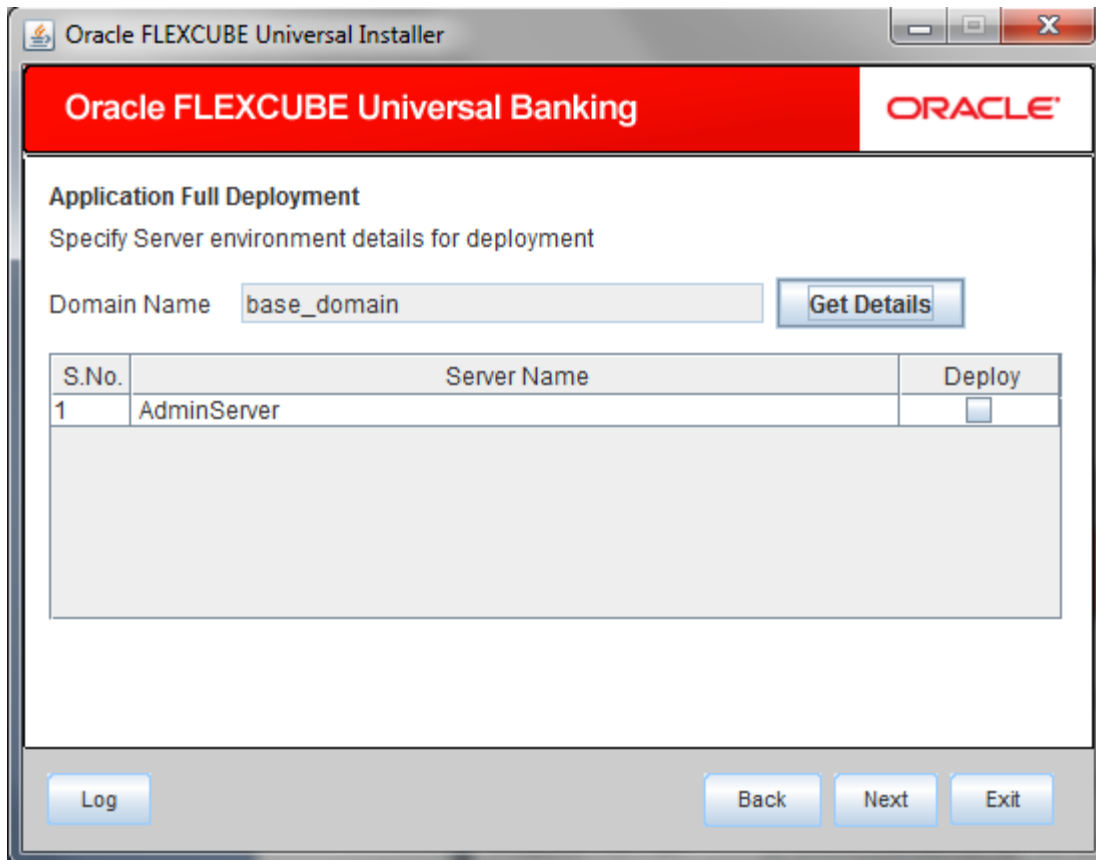 Oracle FLEXCUBE Universal Installer
Oracle FLEXCUBE Universal Banking
ORACLE
Application Full Deployment
Specify Server environment details for deployment
Domain Name base_domain Get Details
S.No. Server Name Deploy
1 AdminServer
Log Back Next Exit